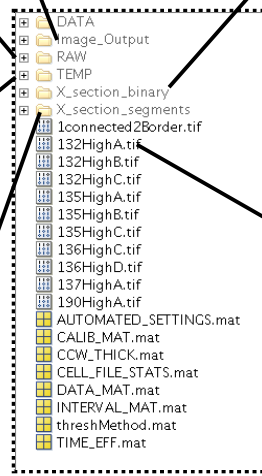 DATA
Image_Output
RAW
TEMP
X_section_binary
X_section_segments
1connected2Border.tif
132HighA.tif
132HighB.tif
132HighC.tif
135HighA.tif
135HighB.tif
135HighC.tif
136HighC.tif
136HighD.tif
137HighA.tif
190HighA.tif
AUTOMATED_SETTINGS.mat
CALIB_MAT.mat
CCW_THICK.mat
CELL_FILE_STATS.mat
DATA_MAT.mat
INTERVAL_MAT.mat
threshMethod.mat
TIME_EFF.mat